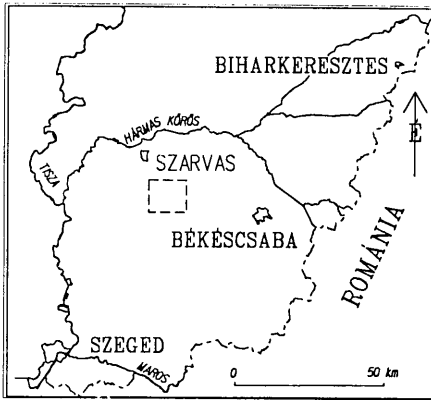 BIHARKERESZTES
HÁRMAS KÖRÖS
E
SZARVAS
TISZA
BÉKÉSCSABA
ROMÁNIA
SZEGED
MAROS
0 50 km